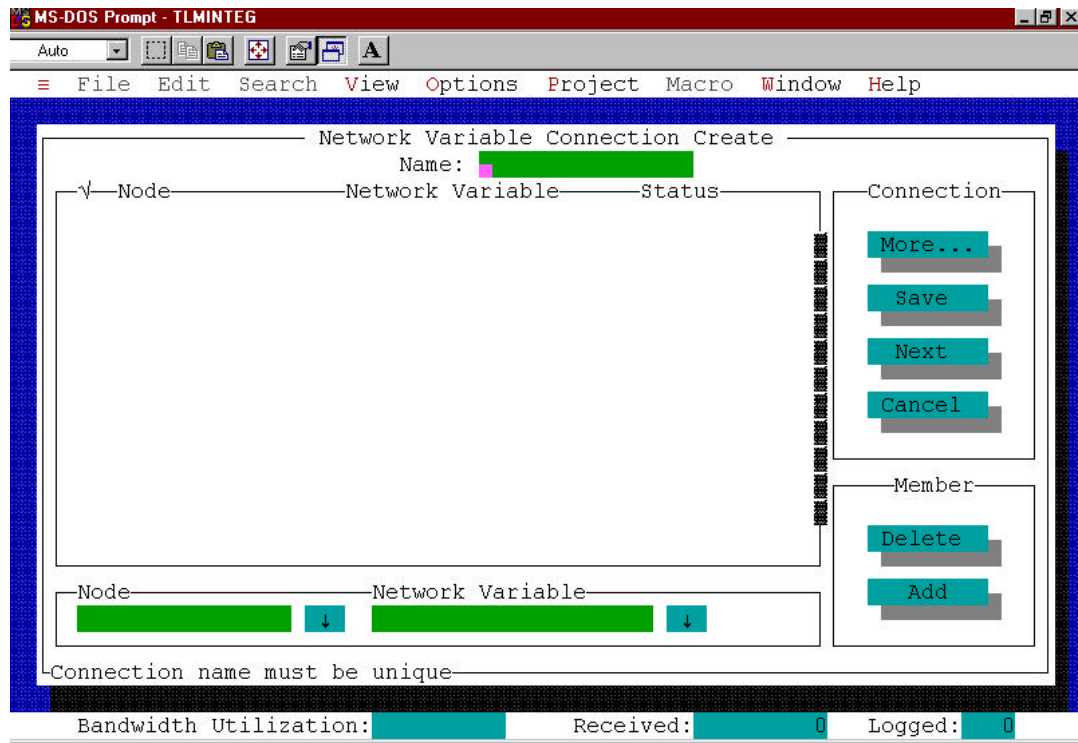 MS-DOS Prompt - TLMINTEG
Auto A
≡ File Edit Search View Options Project Macro Window Help
Network Variable Connection Create
Name:
√ Node Network Variable Status
Connection
More...
Save
Next
Cancel
Member
Delete
Add
Node Network Variable
↓ ↓
Connection name must be unique
Bandwidth Utilization: Received: 0 Logged: 0